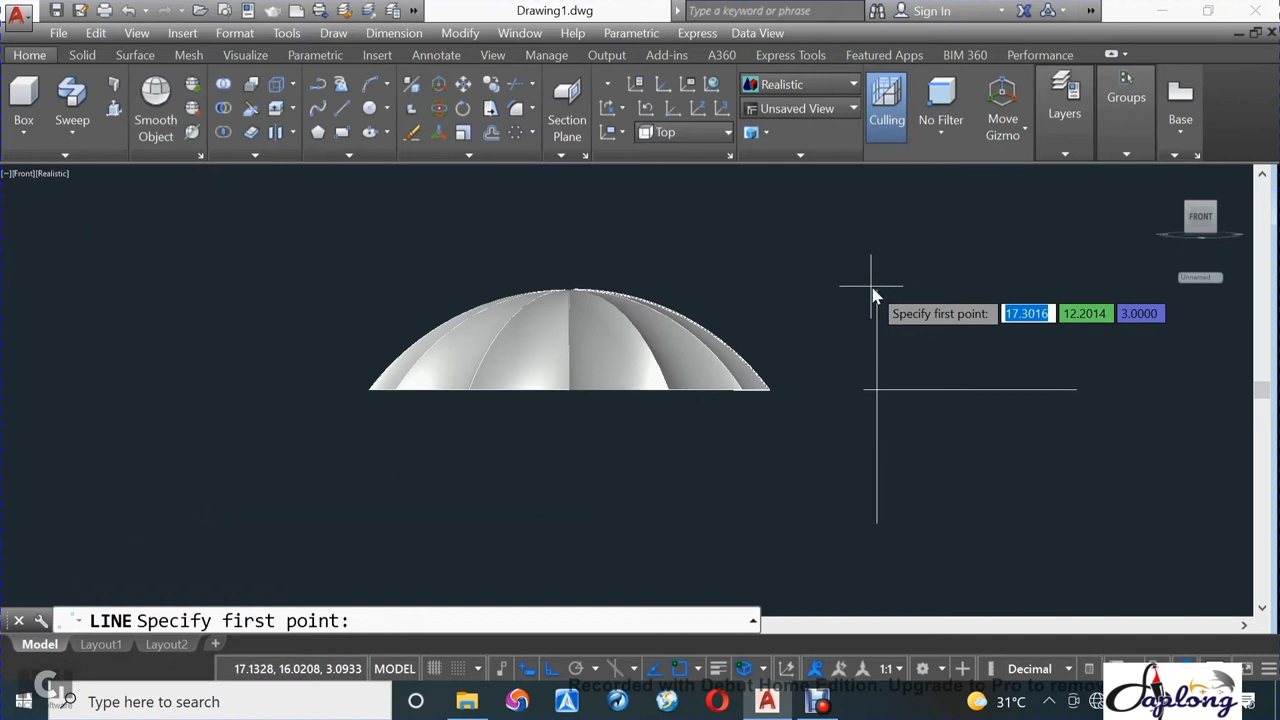 Drawing1.dwg
Type a keyword or phrase
Sign In
File Edit View Insert Format Tools Draw Dimension Modify Window Help Parametric Express Data View
Home Solid Surface Mesh Visualize Parametric Insert Annotate View Manage Output Add-ins A360 Express Tools Featured Apps BIM 360 Performance
Realistic
Unsaved View
Top
Box Sweep Smooth Object Section Plane Culling No Filter Move Gizmo Layers Groups Base
[−][Front][Realistic]
FRONT
Unnamed
Specify first point: 17.3016 12.2014 3.0000
LINE Specify first point:
Model Layout1 Layout2 +
17.1328, 16.0208, 3.0933 MODEL 1:1 Decimal
Recorded with Debut Home Edition. Upgrade to Pro to remov
Type here to search
31°C
Daplong